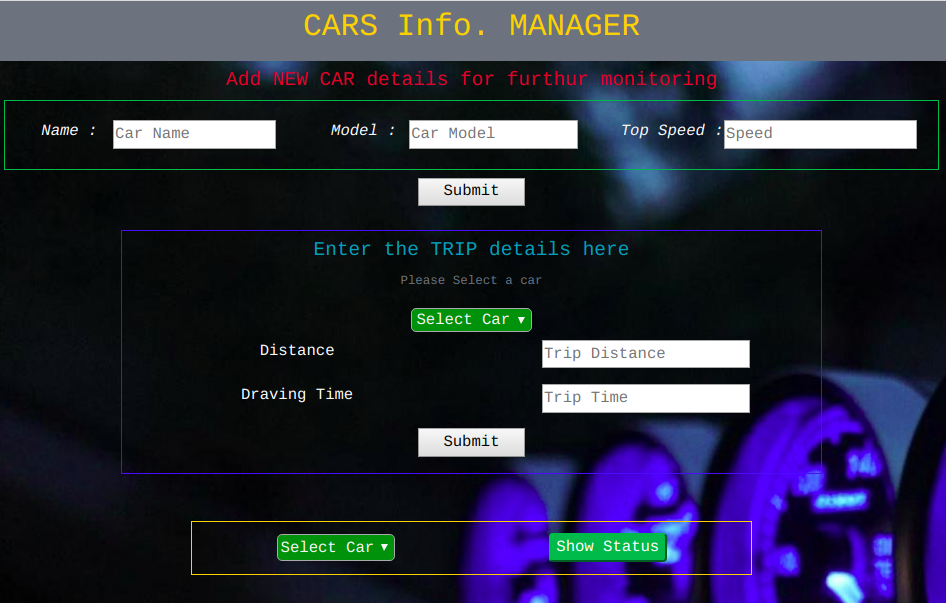 CARS Info. MANAGER
Add NEW CAR details for furthur monitoring
Name : Car Name Model : Car Model Top Speed : Speed
Submit
Enter the TRIP details here
Please Select a car
Select Car ▼
Distance Trip Distance
Draving Time Trip Time
Submit
Select Car ▼ Show Status